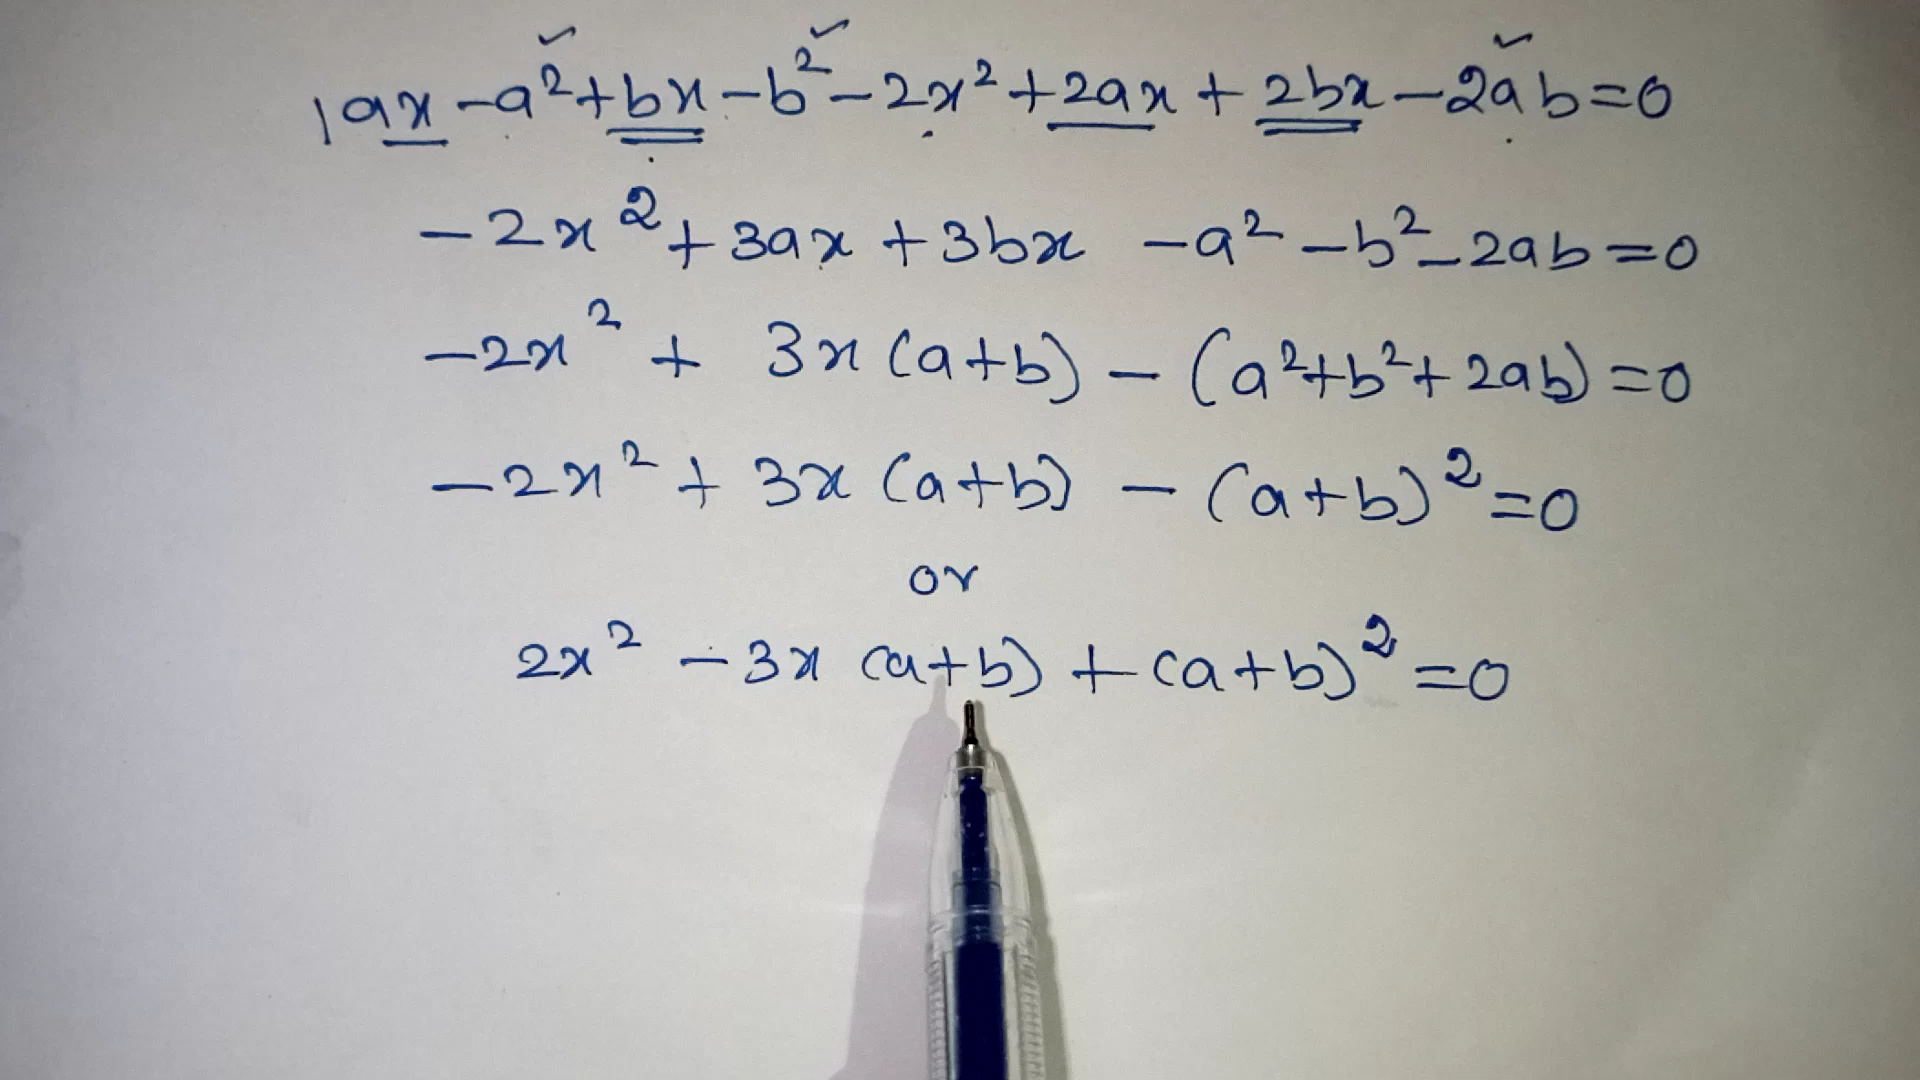 1ax-a²+bx-b²-2x²+2ax+2bx-2ab=0
-2x²+3ax+3bx -a²-b²-2ab=0
-2x² + 3x(a+b) - (a²+b²+2ab)=0
-2x² + 3x(a+b) - (a+b)²=0
or
2x² - 3x(a+b) + (a+b)²=0